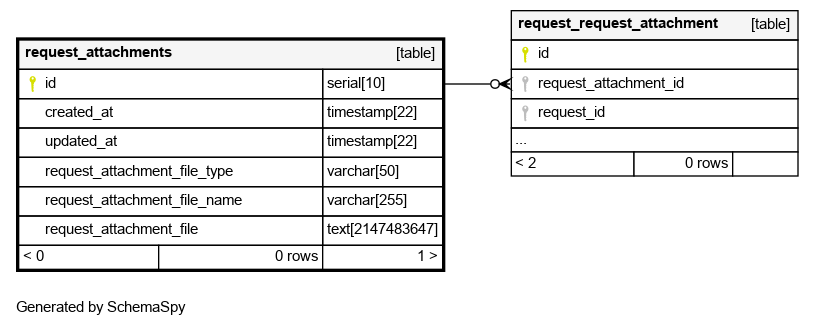 request_attachments [table]
id serial[10]
created_at timestamp[22]
updated_at timestamp[22]
request_attachment_file_type varchar[50]
request_attachment_file_name varchar[255]
request_attachment_file text[2147483647]
< 0 0 rows 1 >
request_request_attachment [table]
id
request_attachment_id
request_id
...
< 2 0 rows
Generated by SchemaSpy